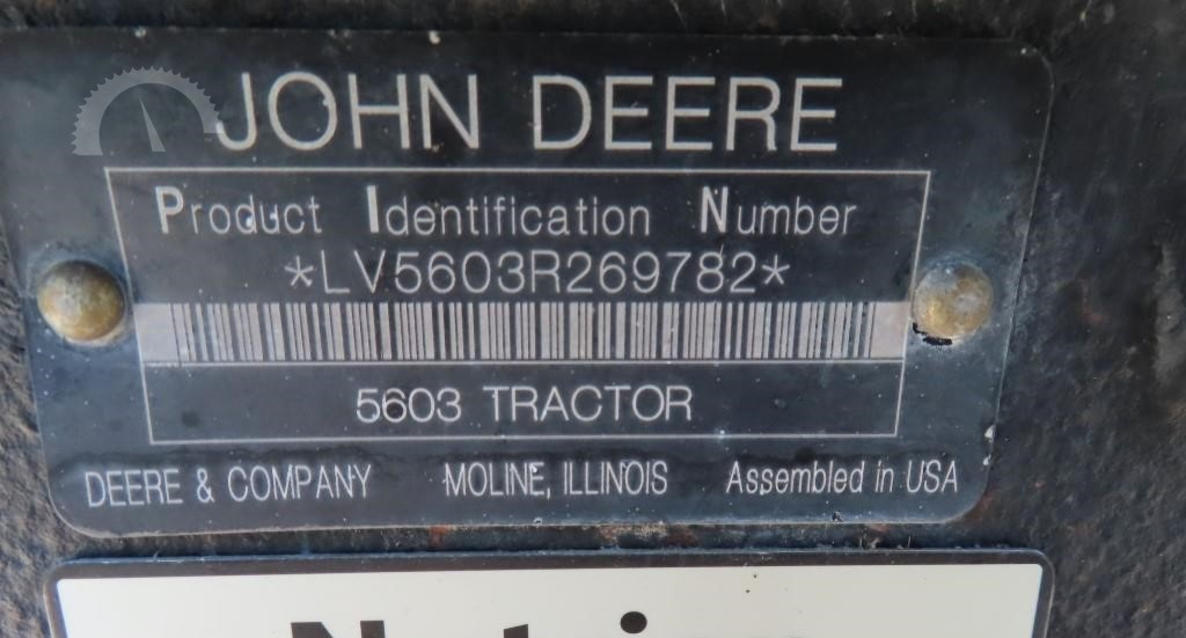 JOHN DEERE
Product Identification Number
*LV5603R269782*
5603 TRACTOR
DEERE & COMPANY MOLINE, ILLINOIS Assembled in USA